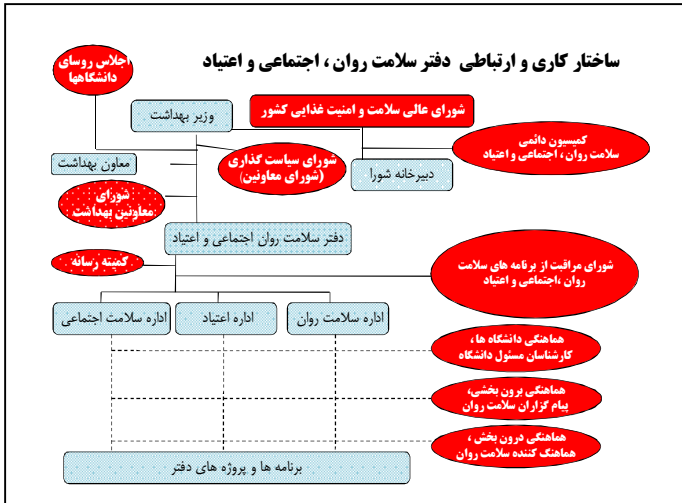 ساختار کاری و ارتباطی دفتر سلامت روان ، اجتماعی و اعتیاد
اجلاس روسای
دانشگاهها
شورای عالی سلامت و امنیت غذایی کشور
وزیر بهداشت
کمیسیون دائمی
سلامت روان ، اجتماعی و اعتیاد
شورای سیاست گذاری
(شورای معاونین)
معاون بهداشت
دبیرخانه شورا
شورای
معاونین بهداشت
دفتر سلامت روان اجتماعی و اعتیاد
کمیته رسانه
شورای مراقبت از برنامه های سلامت
روان ،اجتماعی و اعتیاد
اداره سلامت روان
اداره اعتیاد
اداره سلامت اجتماعی
هماهنگی دانشگاه ها ،
کارشناسان مسئول دانشگاه
هماهنگی برون بخشی،
پیام گزاران سلامت روان
هماهنگی درون بخش ،
هماهنگ کننده سلامت روان
برنامه ها و پروژه های دفتر